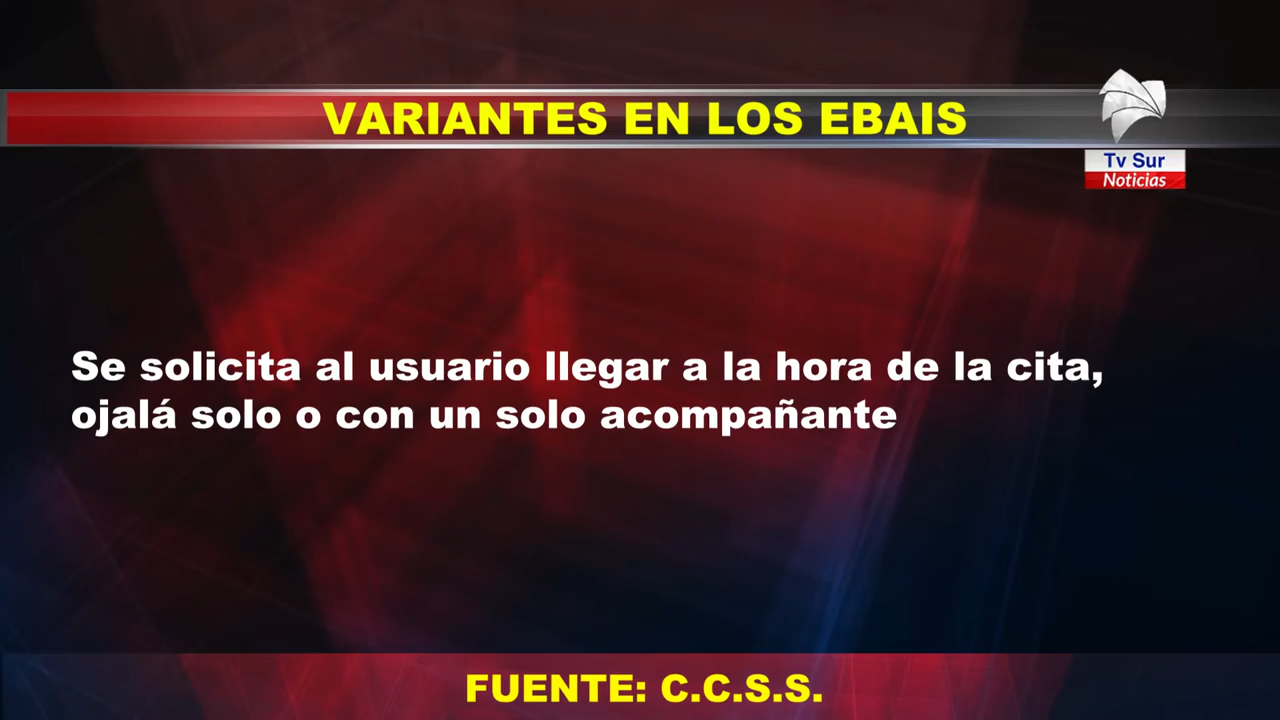 VARIANTES EN LOS EBAIS
Tv Sur
Noticias
Se solicita al usuario llegar a la hora de la cita,
ojalá solo o con un solo acompañante
FUENTE: C.C.S.S.